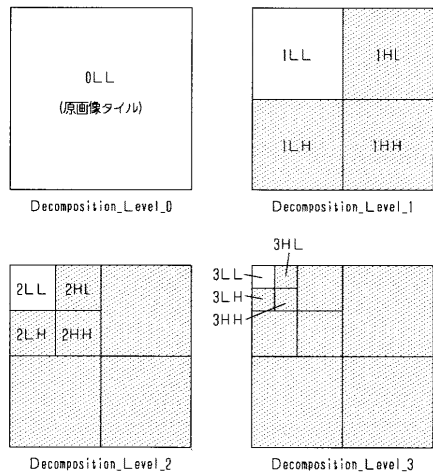 0LL
(原画像タイル)
Decomposition_Level_0
1LL
1HL
1LH
1HH
Decomposition_Level_1
2LL
2HL
2LH
2HH
Decomposition_Level_2
3HL
3LL
3LH
3HH
Decomposition_Level_3